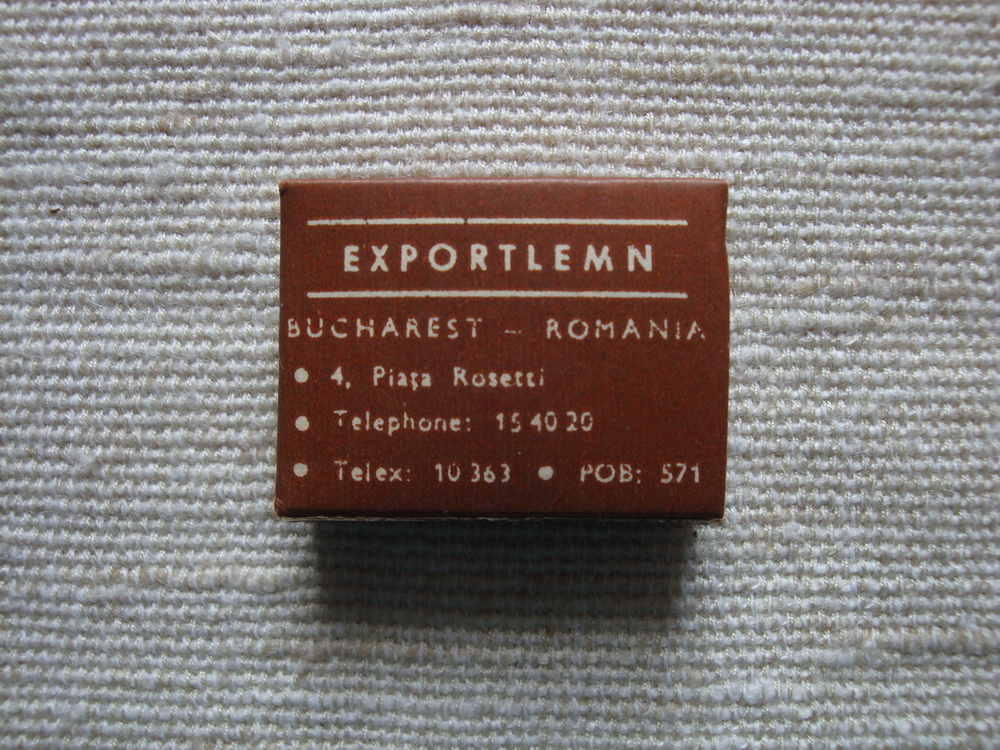 EXPORTLEMN
BUCHAREST – ROMANIA
• 4, Piaţa Rosetti
• Telephone: 15 40 20
• Telex: 10 363 • POB: 571